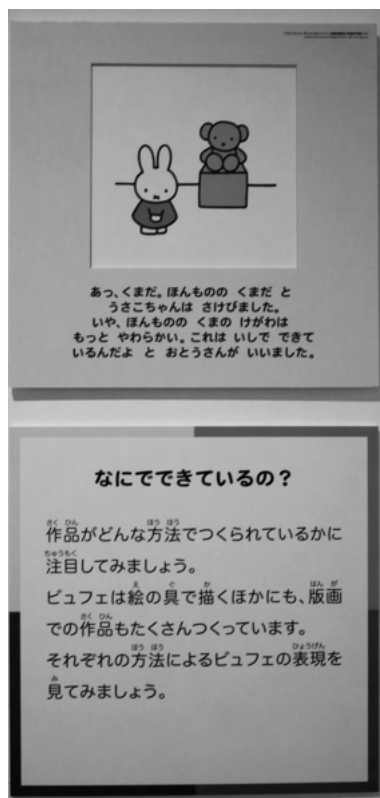 あっ、くまだ。ほんものの くまだ と
うさこちゃんは さけびました。
いや、ほんものの くまの けがわは
もっと やわらかい。これは いしで できて
いるんだよ と おとうさんが いいました。
なにでできているの？
作品がどんな方法でつくられているかに
注目してみましょう。
ビュフェは絵の具で描くほかにも、版画
での作品もたくさんつくっています。
それぞれの方法によるビュフェの表現を
見てみましょう。